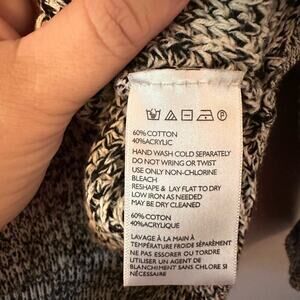 60% COTTON
40% ACRYLIC
HAND WASH COLD SEPARATELY
DO NOT WRING OR TWIST
USE ONLY NON-CHLORINE
BLEACH
RESHAPE & LAY FLAT TO DRY
LOW IRON AS NEEDED
MAY BE DRY CLEANED
60% COTON
40% ACRYLIQUE
LAVAGE À LA MAIN À
TEMPÉRATURE FROIDE SÉPARÉMENT
NE PAS ESSORER OU TORDRE
UTILISER UN AGENT DE
BLANCHIMENT SANS CHLORE SI
NÉCESSAIRE